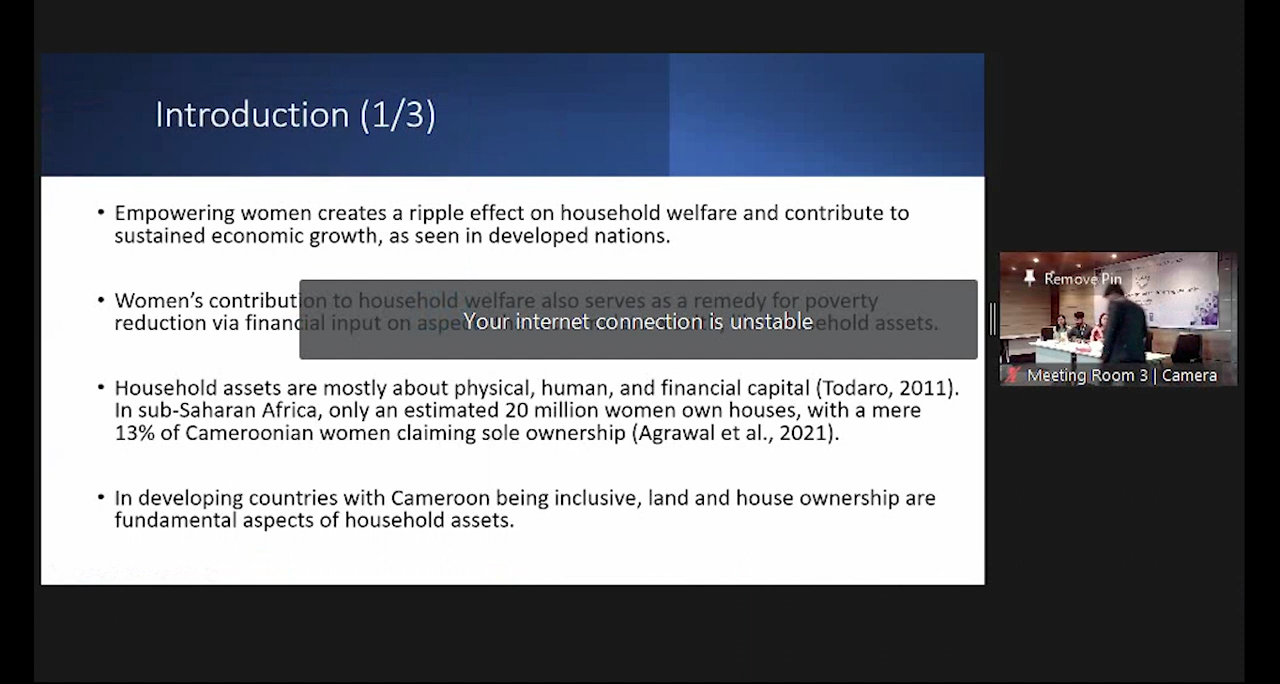 Introduction (1/3)
• Empowering women creates a ripple effect on household welfare and contribute to
sustained economic growth, as seen in developed nations.
• Women's contribution to household welfare also serves as a remedy for poverty
reduction via financial input on household assets.
Your internet connection is unstable
• Household assets are mostly about physical, human, and financial capital (Todaro, 2011).
In sub-Saharan Africa, only an estimated 20 million women own houses, with a mere
13% of Cameroonian women claiming sole ownership (Agrawal et al., 2021).
• In developing countries with Cameroon being inclusive, land and house ownership are
fundamental aspects of household assets.
Remove Pin
Meeting Room 3 | Camera